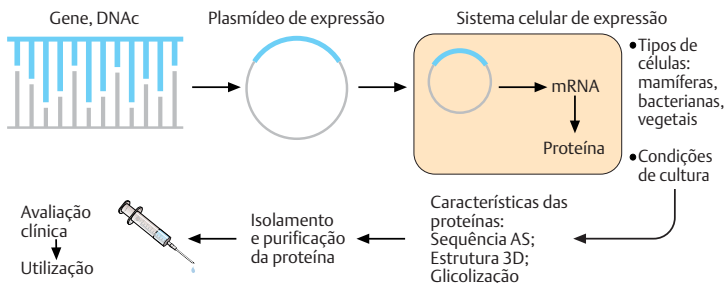 Gene, DNAc
Plasmídeo de expressão
Sistema celular de expressão
mRNA
Proteína
•Tipos de
células:
mamíferas,
bacterianas,
vegetais
•Condições
de cultura
Características das
proteínas:
Sequência AS;
Estrutura 3D;
Glicolização
Isolamento
e purificação
da proteína
Avaliação
clínica
Utilização